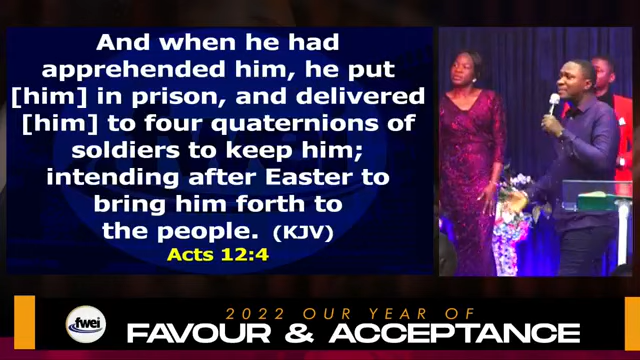 And when he had
apprehended him, he put
[him] in prison, and delivered
[him] to four quaternions of
soldiers to keep him;
intending after Easter to
bring him forth to
the people. (KJV)
Acts 12:4
fwei
2022 OUR YEAR OF
FAVOUR & ACCEPTANCE